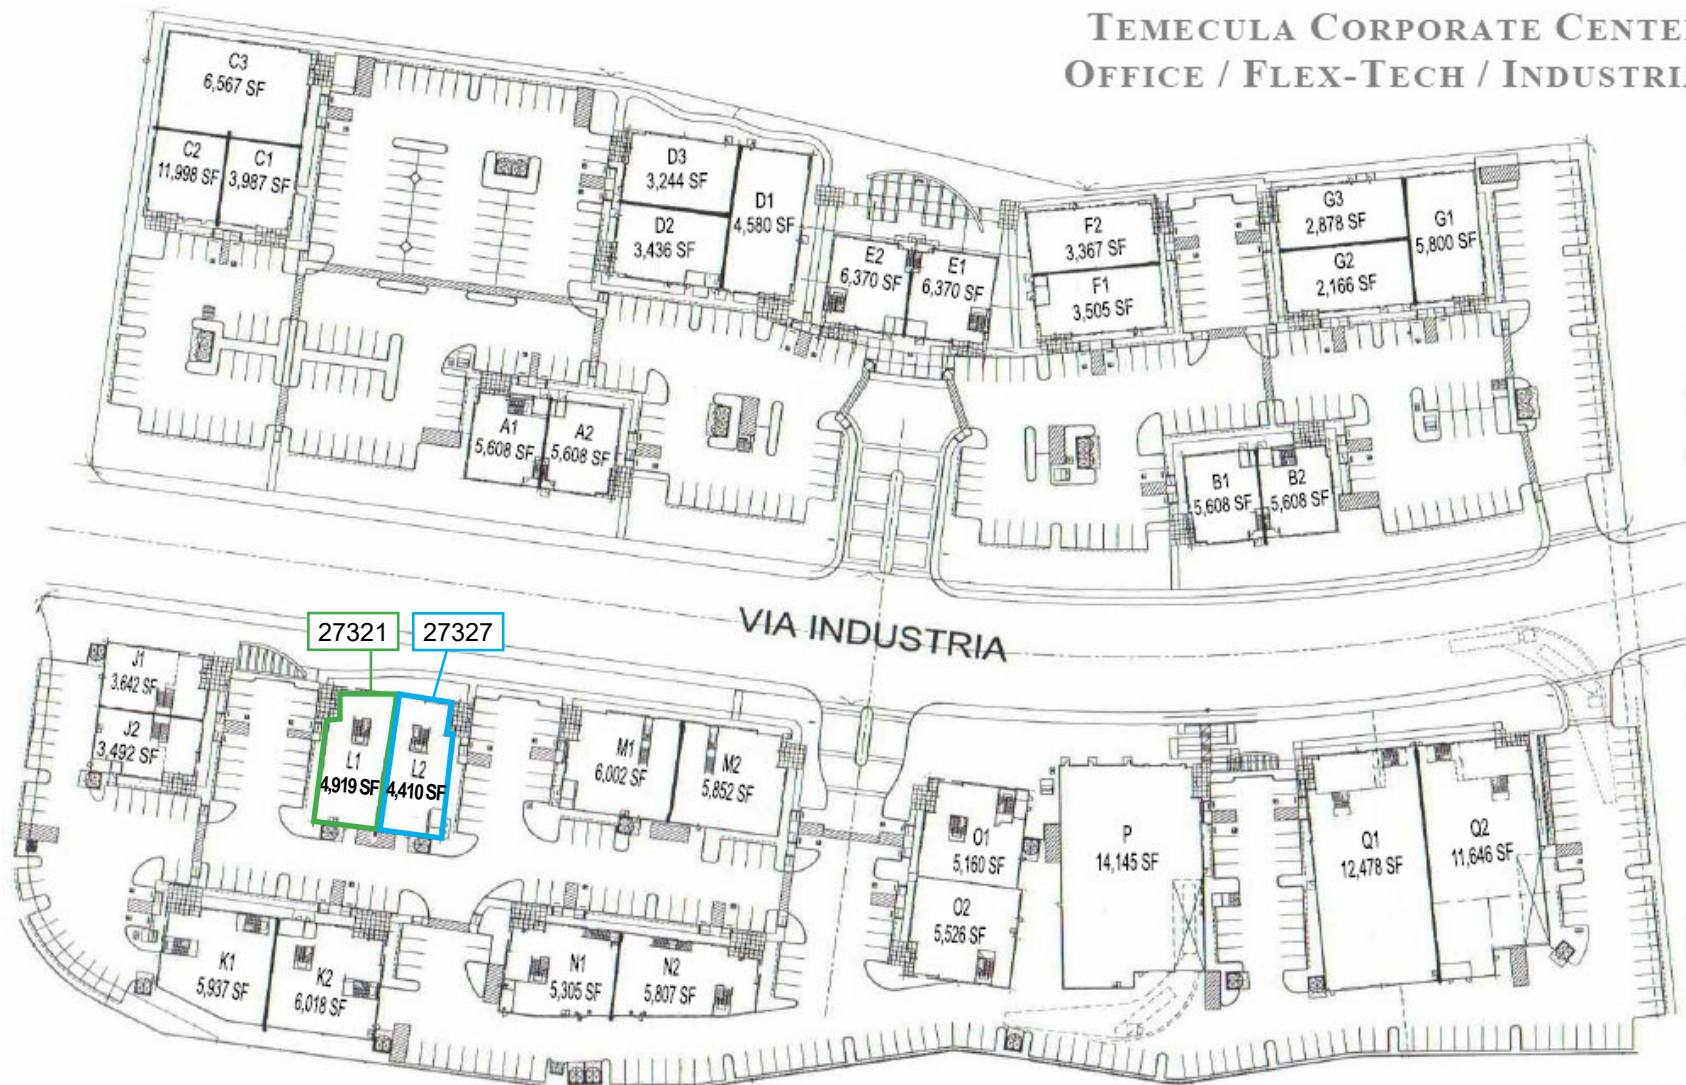 TEMECULA CORPORATE CENTE
OFFICE / FLEX-TECH / INDUSTRIA
C3
6,567 SF
C2
11,998 SF
C1
3,987 SF
D3
3,244 SF
D2
3,436 SF
D1
4,580 SF
E2
6,370 SF
E1
6,370 SF
F2
3,367 SF
F1
3,505 SF
G3
2,878 SF
G2
2,166 SF
G1
5,800 SF
A1
5,608 SF
A2
5,608 SF
B1
5,608 SF
B2
5,608 SF
VIA INDUSTRIA
27321
27327
J1
3.642 SF
J2
3,492 SF
L1
4,919 SF
L2
4,410 SF
M1
6,002 SF
M2
5,852 SF
O1
5,160 SF
O2
5,526 SF
P
14,145 SF
Q1
12,478 SF
Q2
11,646 SF
K1
5,937 SF
K2
6,018 SF
N1
5,305 SF
N2
5,807 SF